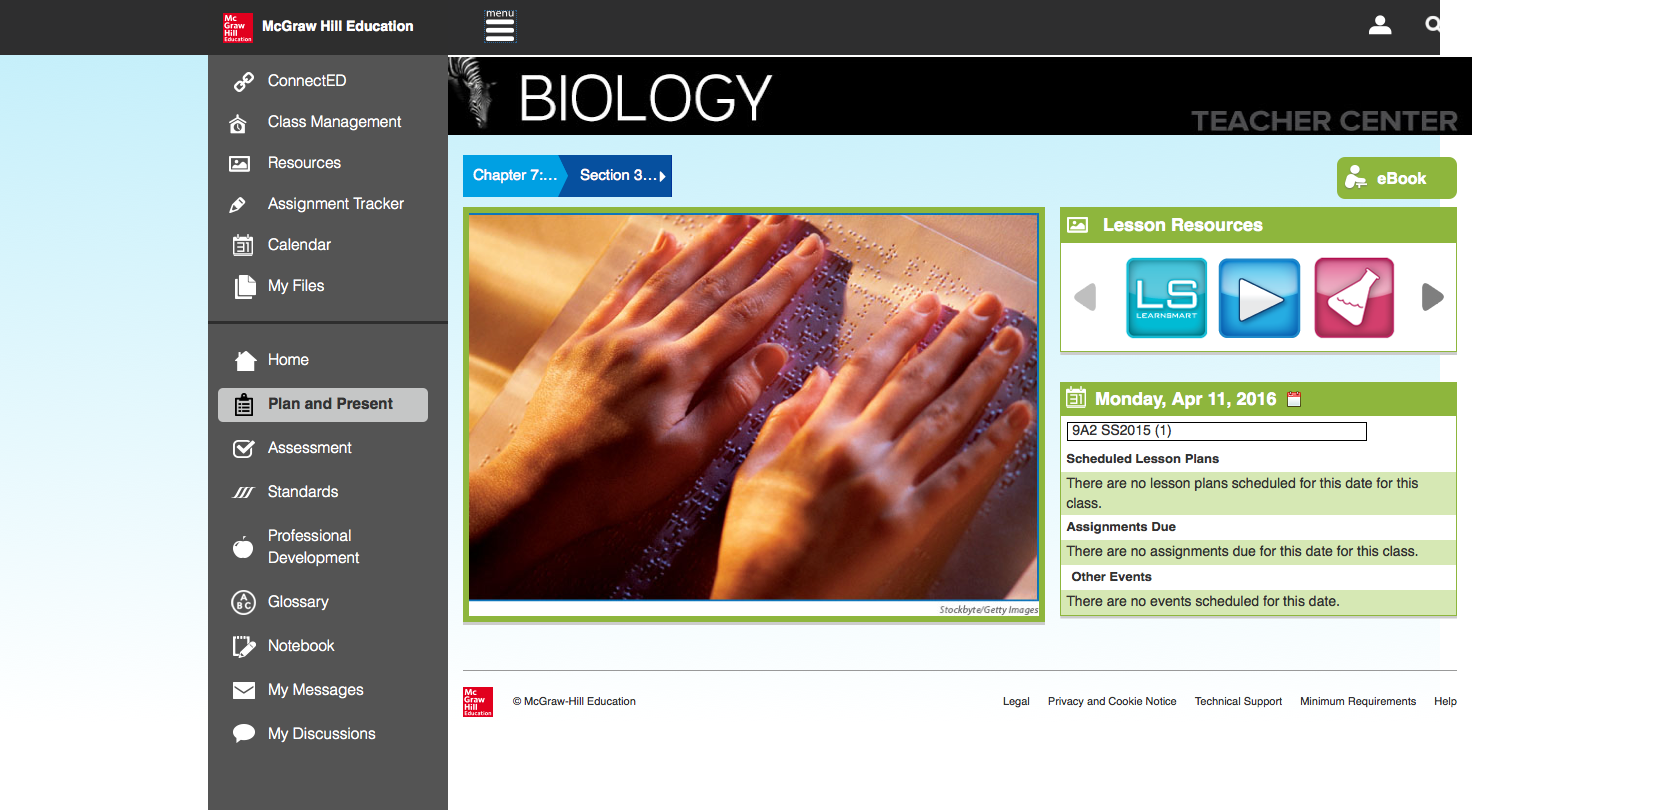 Mc
Graw
Hill
Education
McGraw Hill Education
menu
ConnectED
Class Management
Resources
Assignment Tracker
31
Calendar
My Files
Home
Plan and Present
Assessment
Standards
Professional
Development
A
B C
Glossary
Notebook
My Messages
My Discussions
BIOLOGY
TEACHER CENTER
Chapter 7:...
Section 3...
eBook
Stockbyte/Getty Images
Lesson Resources
LS
LEARNSMART
31
Monday, Apr 11, 2016
9A2 SS2015 (1)
Scheduled Lesson Plans
There are no lesson plans scheduled for this date for this
class.
Assignments Due
There are no assignments due for this date for this class.
Other Events
There are no events scheduled for this date.
Mc
Graw
Hill
Education
© McGraw-Hill Education
Legal
Privacy and Cookie Notice
Technical Support
Minimum Requirements
Help